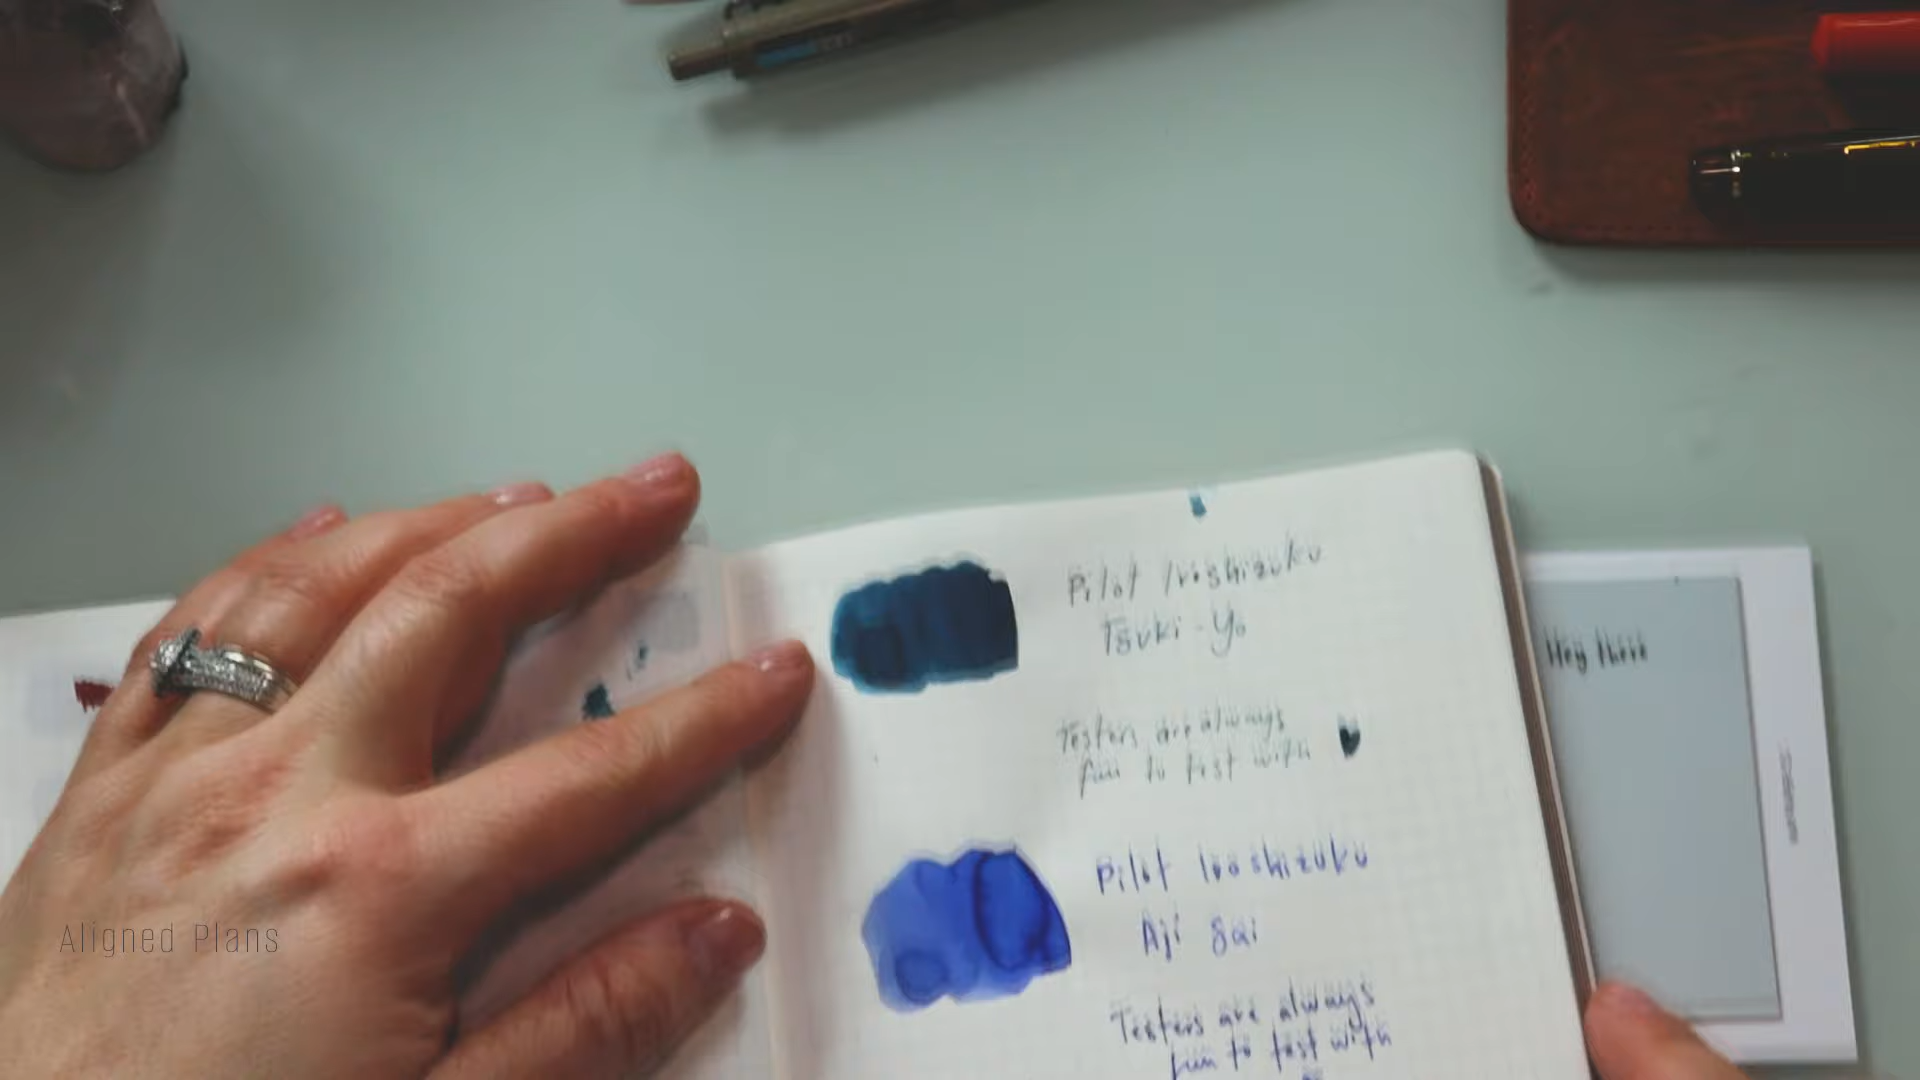 Pilot Iroshizuku
Tsuki-Yo
Testers are always
fun to test with
Hey there
Pilot Iroshizuku
Aji sai
Testers are always
fun to test with
Aligned Plans